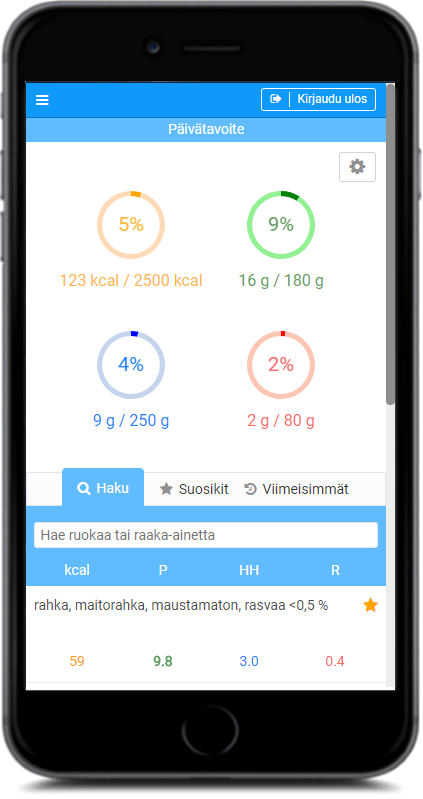 Kirjaudu ulos
Päivätavoite
5% 9%
123 kcal / 2500 kcal 16 g / 180 g
4% 2%
9 g / 250 g 2 g / 80 g
Haku Suosikit Viimeisimmät
Hae ruokaa tai raaka-ainetta
kcal P HH R
rahka, maitorahka, maustamaton, rasvaa <0,5 %
59 9.8 3.0 0.4